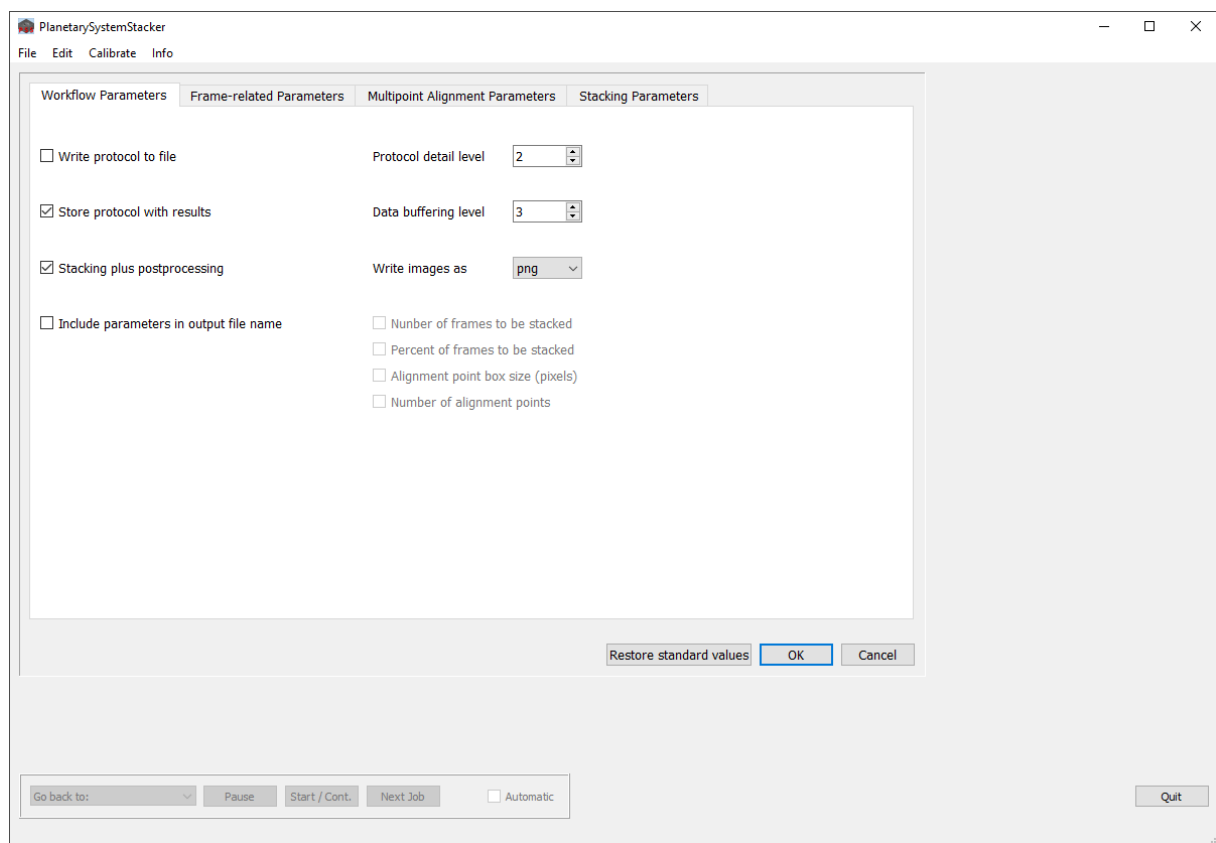 PlanetarySystemStacker
File Edit Calibrate Info
Workflow Parameters Frame-related Parameters Multipoint Alignment Parameters Stacking Parameters
Write protocol to file Protocol detail level 2
Store protocol with results Data buffering level 3
Stacking plus postprocessing Write images as png
Include parameters in output file name Nunber of frames to be stacked
Percent of frames to be stacked
Alignment point box size (pixels)
Number of alignment points
Restore standard values OK Cancel
Go back to: Pause Start / Cont. Next Job Automatic Quit